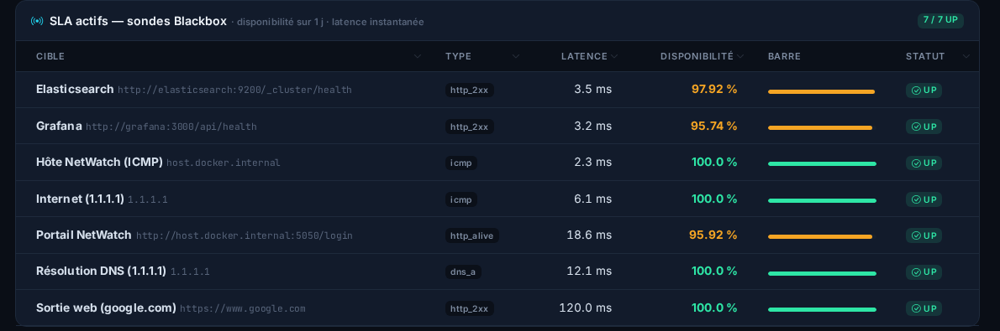 SLA actifs — sondes Blackbox · disponibilité sur 1 j · latence instantanée 7 / 7 UP
CIBLE TYPE LATENCE DISPONIBILITÉ BARRE STATUT
Elasticsearch http://elasticsearch:9200/_cluster/health http_2xx 3.5 ms 97.92 % UP
Grafana http://grafana:3000/api/health http_2xx 3.2 ms 95.74 % UP
Hôte NetWatch (ICMP) host.docker.internal icmp 2.3 ms 100.0 % UP
Internet (1.1.1.1) 1.1.1.1 icmp 6.1 ms 100.0 % UP
Portail NetWatch http://host.docker.internal:5050/login http_alive 18.6 ms 95.92 % UP
Résolution DNS (1.1.1.1) 1.1.1.1 dns_a 12.1 ms 100.0 % UP
Sortie web (google.com) https://www.google.com http_2xx 120.0 ms 100.0 % UP